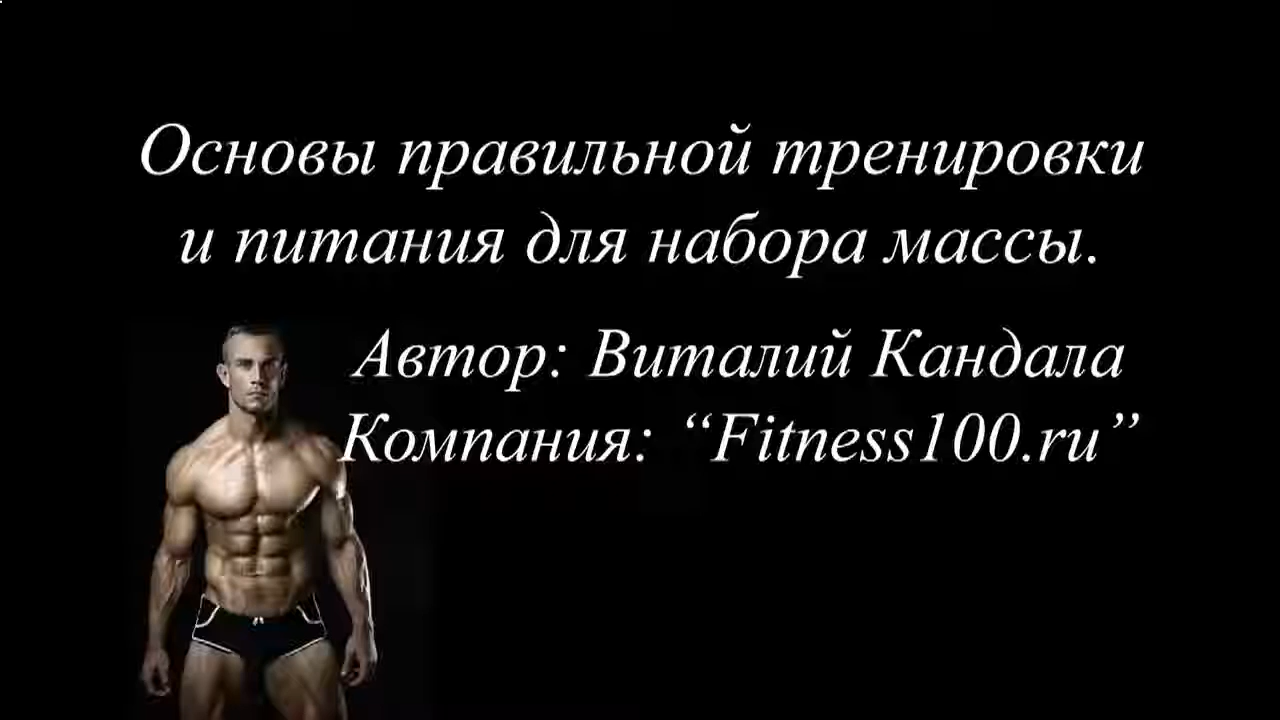 Основы правильной тренировки
и питания для набора массы.
Автор: Виталий Кандала
Компания: “Fitness100.ru”